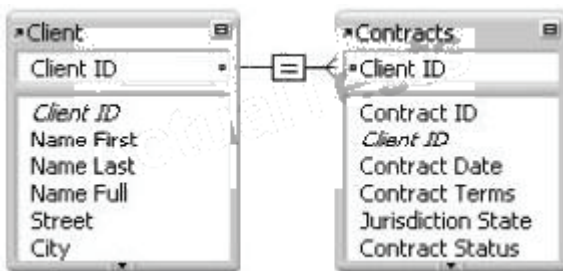 Client
Client ID
Client ID
Name First
Name Last
Name Full
Street
City
=
Contracts
Client ID
Contract ID
Client ID
Contract Date
Contract Terms
Jurisdiction State
Contract Status